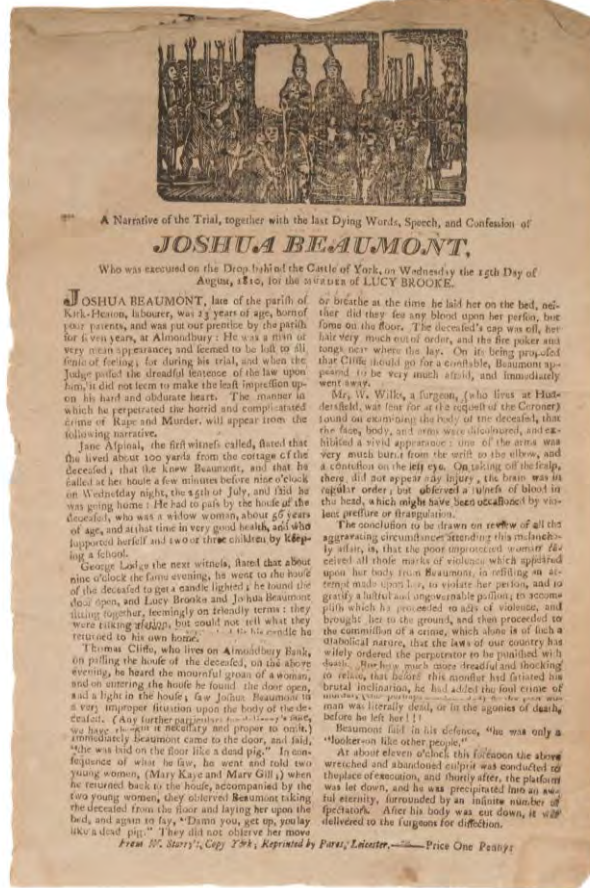 A Narrative of the Trial, together with the last Dying Words, Speech, and Confession of
JOSHUA BEAUMONT,
Who was executed on the Drop behind the Castle of York, on Wednesday the 15th Day of
August, 1810, for the MURDER of LUCY BROOKE.
JOSHUA BEAUMONT, late of the parish of
Kirk-Heaton, labourer, was 23 years of age, born of
poor parents, and was put out prentice by the parish
for seven years, at Almondbury: He was a man of
very mean appearance; and seemed to be lost to all
sense of feeling; for during his trial, and when the
Judge passed the dreadful sentence of the law upon
him, it did not seem to make the least impression up-
on his hard and obdurate heart. The manner in
which he perpetrated the horrid and complicated
crime of Rape and Murder. will appear from the
following narrative.
Jane Aspinal, the first witness called, stated that
she lived about 100 yards from the cottage of the
deceased; that she knew Beaumont, and that he
called at her house a few minutes before nine o'clock
on Wednesday night, the 25th of July, and said he
was going home: He had to pass by the house of the
deceased, who was a widow woman, about 56 years
of age, and at that time in very good health, and who
supported herself and two or three children by keep-
ing a school.
George Lodge the next witness, stated that about
nine o'clock the same evening, he went to the house
of the deceased to get a candle lighted; he found the
door open, and Lucy Brooke and Joshua Beaumont
sitting together, seemingly on friendly terms: they
were talking but could not tell what they
his candle he
returned to his own home.
Thomas Cliffe, who lives on Almondbury Bank,
on passing the house of the deceased, on the above
evening, he heard the mournful groan of a woman,
and on entering the house he found the door open,
and a light in the house; saw Joshua Beaumont in
a very improper situation upon the body of the de-
ceased. (Any further particulars for decency's sake,
we have thought it necessary and proper to omit.)
immediately Beaumont came to the door, and said,
"she was laid on the floor like a dead pig." In con-
sequence of what he saw, he went and told two
young women, (Mary Kaye and Mary Gill;) when
he returned back to the house, accompanied by the
two young women, they observed Beaumont taking
the deceased from the floor and laying her upon the
bed, and again to say, "Damn you, get up, you lay
like a dead pig." They did not observe her move
or breathe at the time he laid her on the bed, nei-
ther did they see any blood upon her person, but
some on the floor. The deceased's cap was off, her
hair very much out of order, and the fire poker and
tongs near where she lay. On its being proposed
that Cliffe should go for a constable, Beaumont ap-
peared to be very much afraid, and immediately
went away.
Mr. W. Wilks, a surgeon, (who lives at Hud-
dersfield, was sent for at the request of the Coroner)
found on examining the body of the deceased, that
the face, body, and arms were discoloured, and ex-
hibited a vivid appearance: one of the arms was
very much burnt from the wrist to the elbow, and
a contusion on the left eye. On taking off the scalp,
there did not appear any injury, the brain was in
regular order; but observed a fulness of blood in
the head, which might have been occasioned by vio-
lent pressure or strangulation.
The conclusion to be drawn on review of all the
aggravating circumstances attending this melancho-
ly affair, is, that the poor unprotected woman re-
ceived all those marks of violence which appeared
upon her body from Beaumont, in resisting an at-
tempt made upon her, to violate her person, and to
gratify a lustful and ungovernable passion; to accom-
plish which he proceeded to acts of violence, and
brought her to the ground, and then proceeded to
the commission of a crime, which alone is of such a
diabolical nature, that the laws of our country has
wisely ordered the perpetrator to be punished with
death. But how much more dreadful and shocking
to relate, that before this monster had satiated his
brutal inclination, he had added the foul crime of
man was literally dead, or in the agonies of death,
before he left her!!!
Beaumont said in his defence, "he was only a
"looker-on like other people."
At about eleven o'clock this forenoon the above
wretched and abandoned culprit was conducted to
the place of execution, and shortly after, the platform
was let down, and he was precipitated into an aw-
ful eternity, surrounded by an infinite number of
spectators. After his body was cut down, it was
delivered to the surgeons for dissection.
From W. Storry's, Copy York; Reprinted by Pares, Leicester.—Price One Penny: